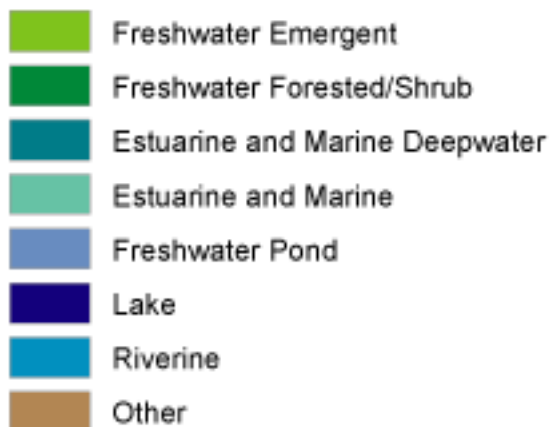 Freshwater Emergent
Freshwater Forested/Shrub
Estuarine and Marine Deepwater
Estuarine and Marine
Freshwater Pond
Lake
Riverine
Other